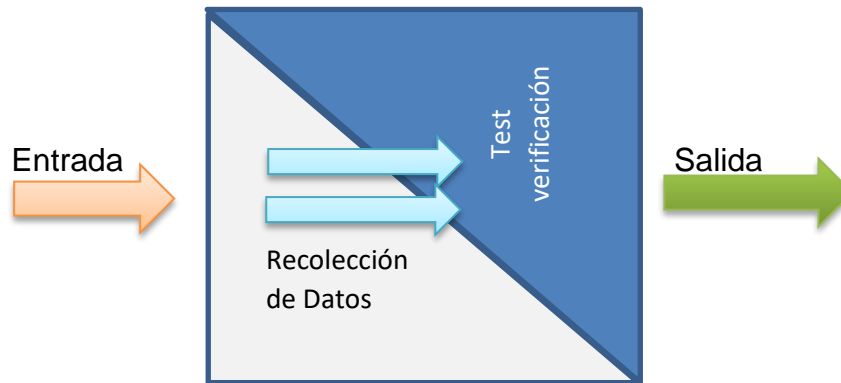 Entrada
Test
verificación
Salida
Recolección
de Datos